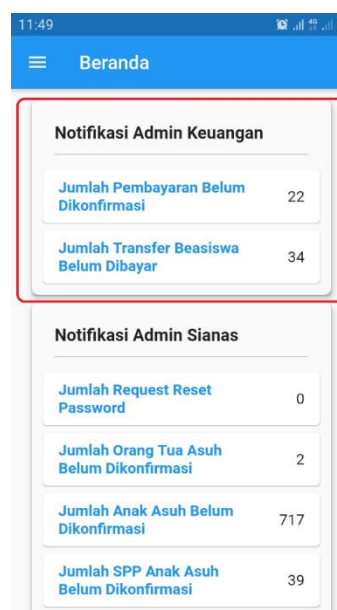 11:49
4G
Beranda
Notifikasi Admin Keuangan
Jumlah Pembayaran Belum
Dikonfirmasi
22
Jumlah Transfer Beasiswa
Belum Dibayar
34
Notifikasi Admin Sianas
Jumlah Request Reset
Password
0
Jumlah Orang Tua Asuh
Belum Dikonfirmasi
2
Jumlah Anak Asuh Belum
Dikonfirmasi
717
Jumlah SPP Anak Asuh
Belum Dikonfirmasi
39